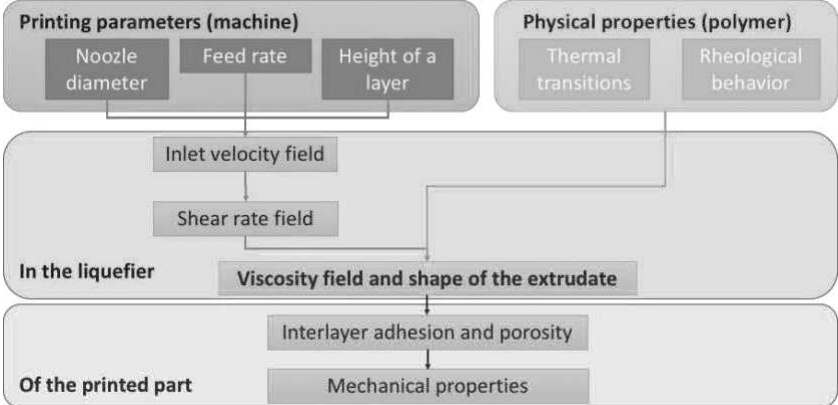 Printing parameters (machine)
Noozle
diameter
Feed rate
Height of a
layer
Physical properties (polymer)
Thermal
transitions
Rheological
behavior
Inlet velocity field
Shear rate field
In the liquefier
Viscosity field and shape of the extrudate
Interlayer adhesion and porosity
Of the printed part
Mechanical properties